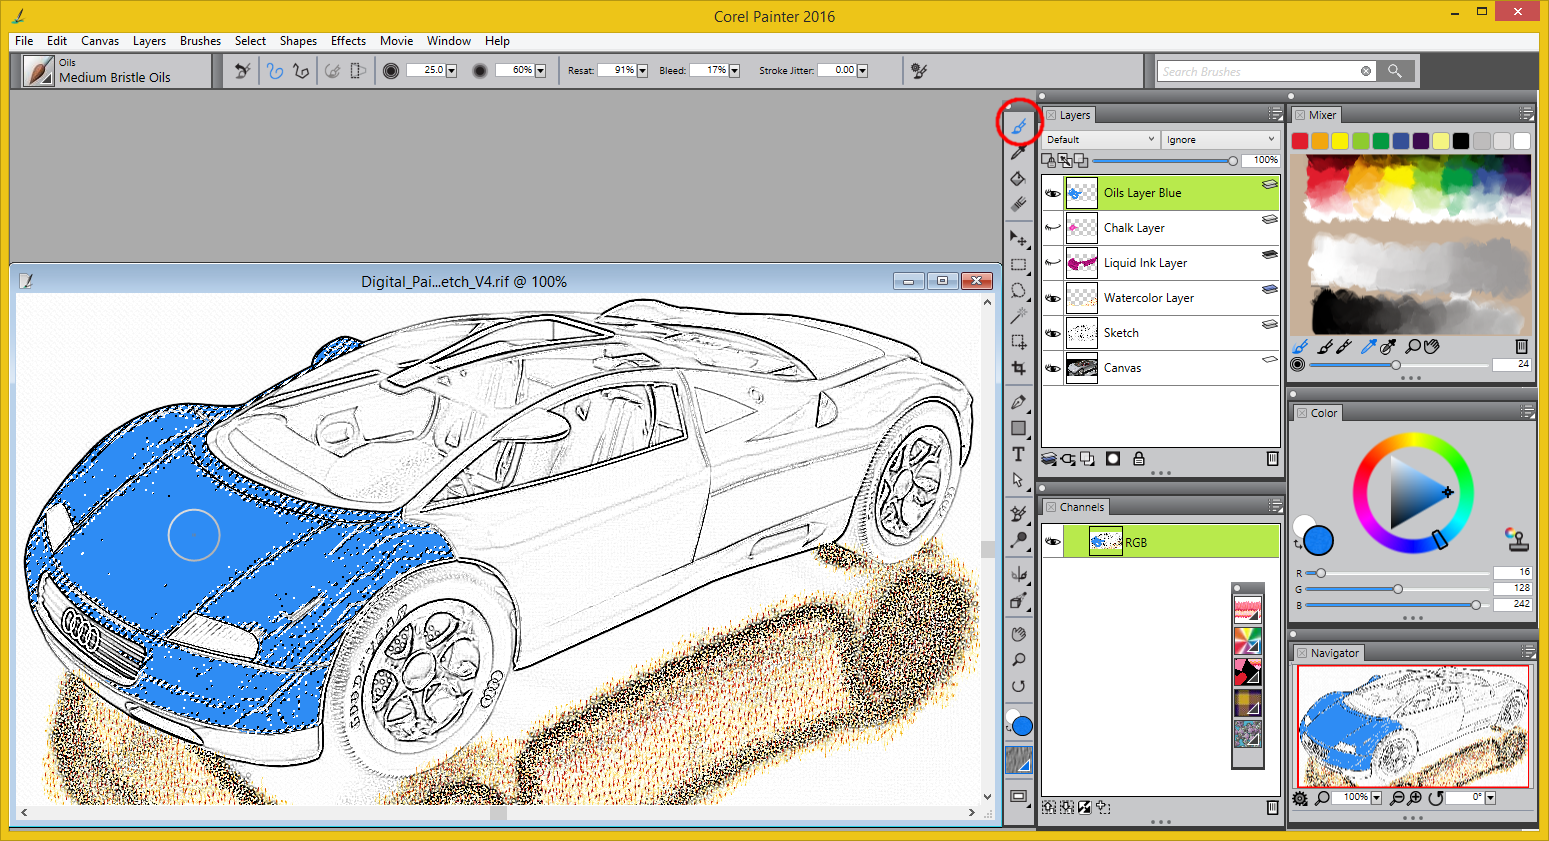 Corel Painter 2016
File Edit Canvas Layers Brushes Select Shapes Effects Movie Window Help
Oils
Medium Bristle Oils
25.0 60% Resat: 91% Bleed: 17% Stroke Jitter: 0.00
Search Brushes
Digital_Pai...etch_V4.rif @ 100%
Layers
Default Ignore
100%
Oils Layer Blue
Chalk Layer
Liquid Ink Layer
Watercolor Layer
Sketch
Canvas
Channels
RGB
Mixer
24
Color
R 16
G 128
B 242
Navigator
100% 0°
T